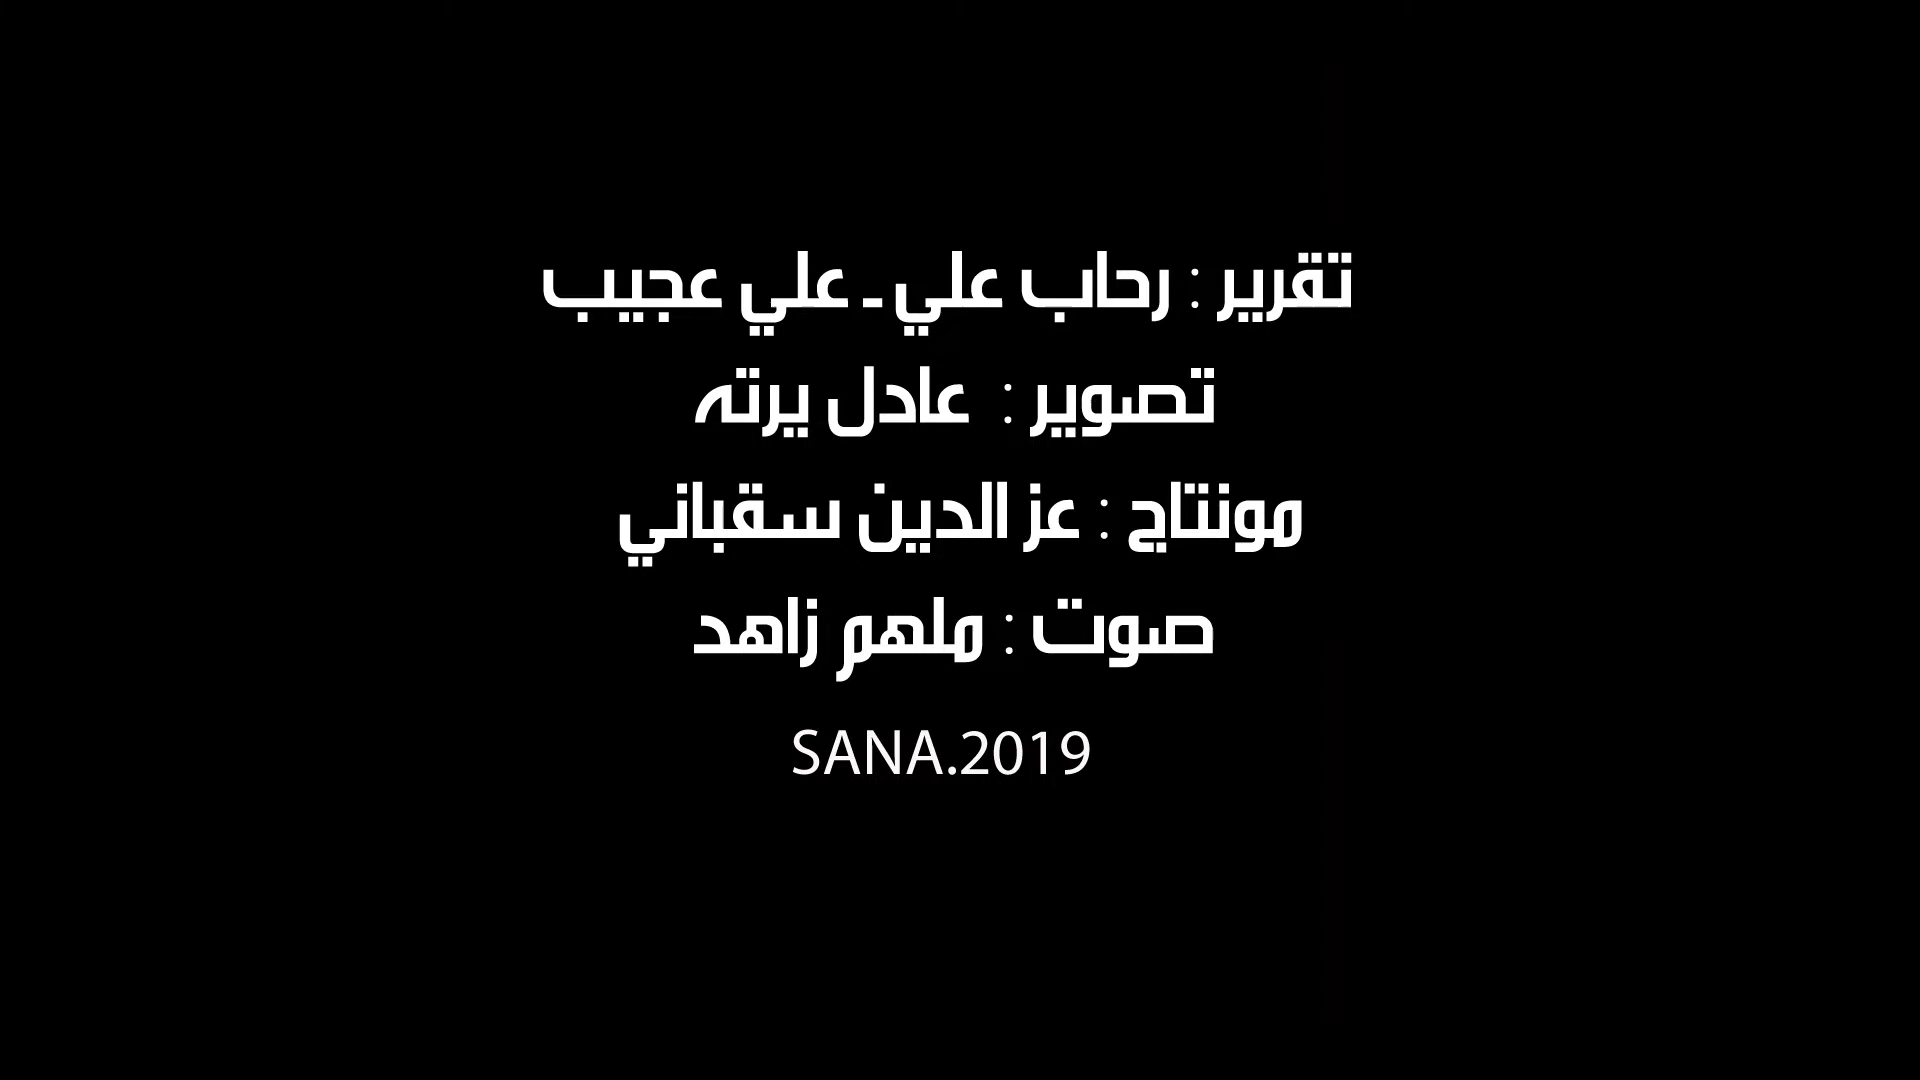 تقرير : رحاب علي - علي عجيب
تصوير : عادل يرته
مونتاج : عز الدين سقباني
صوت : ملهم زاهد
SANA.2019